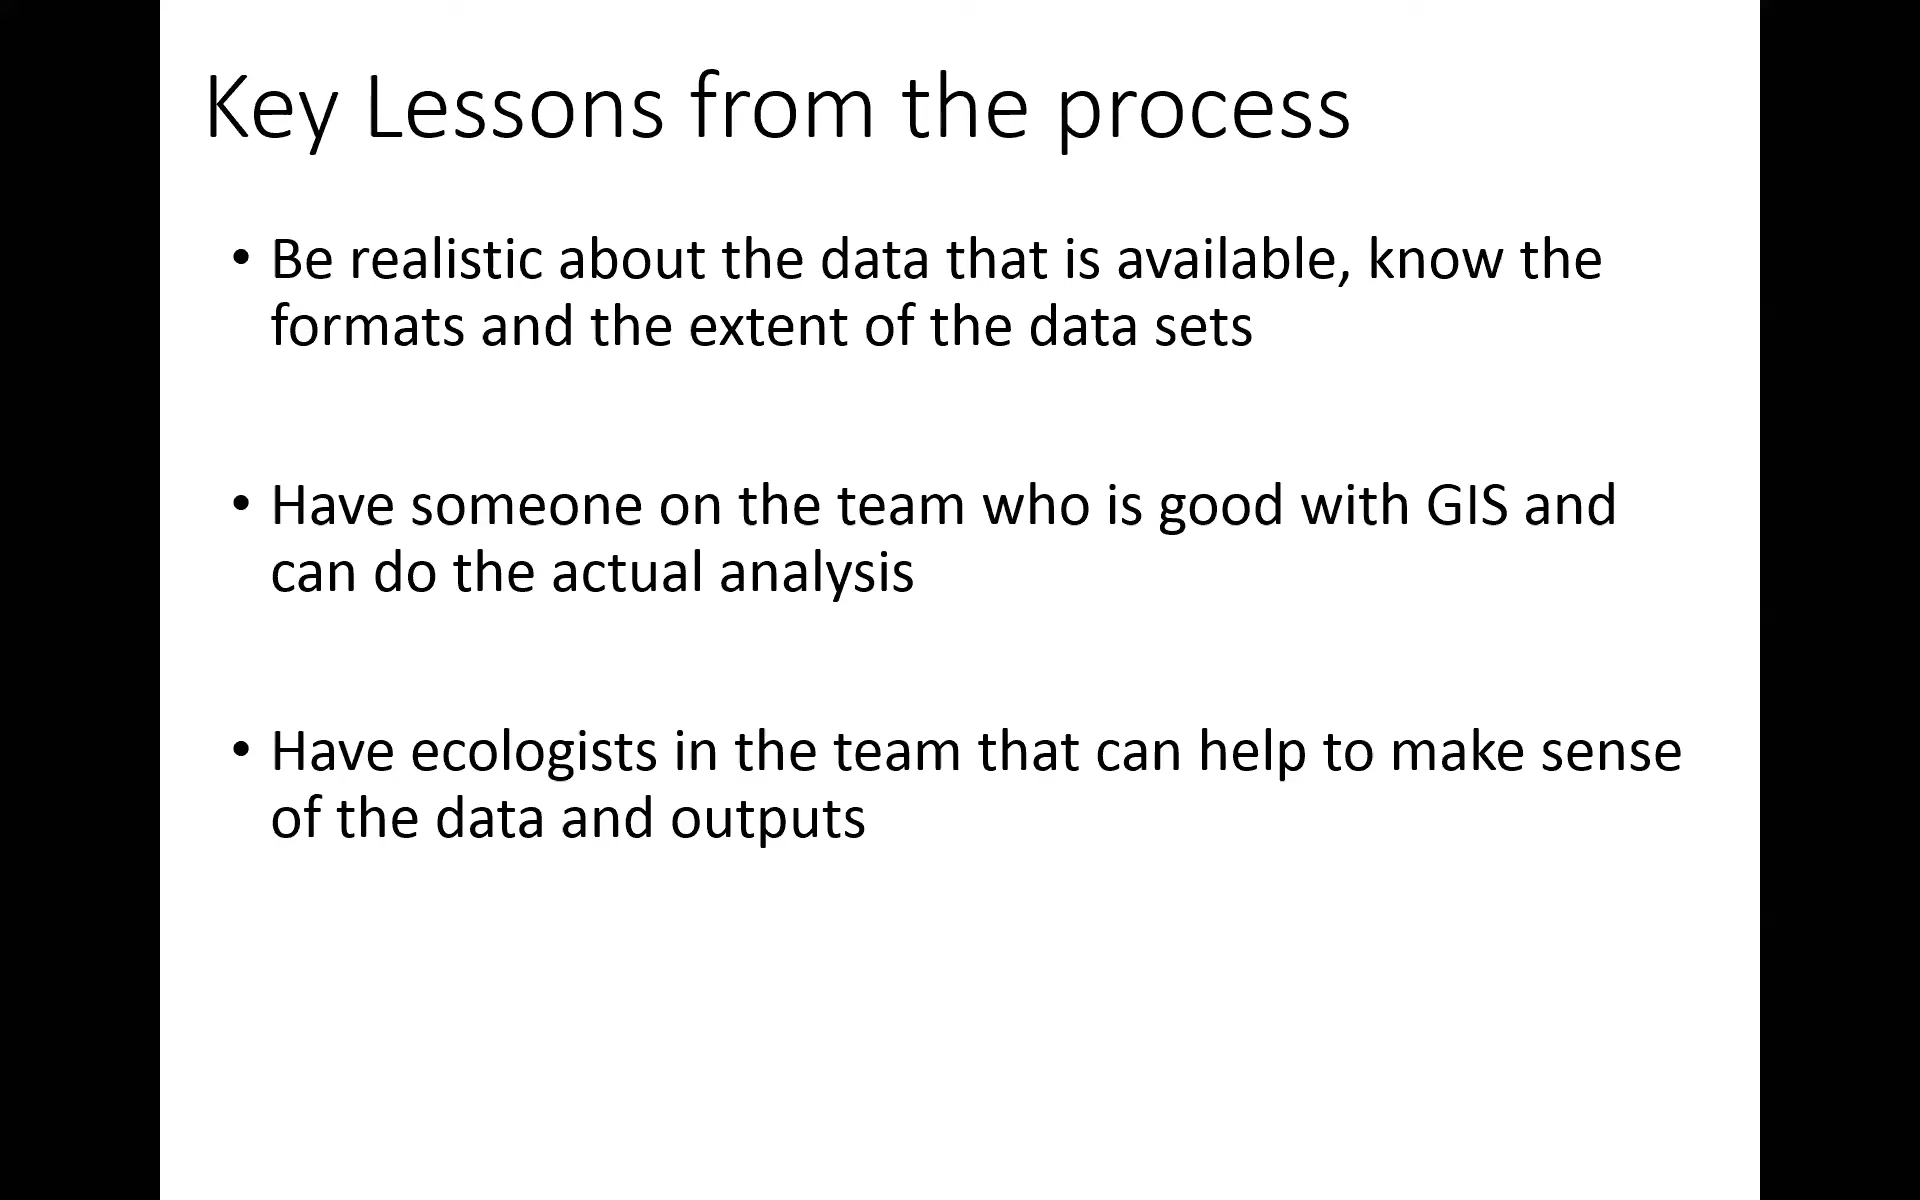 Key Lessons from the process
• Be realistic about the data that is available, know the
formats and the extent of the data sets
• Have someone on the team who is good with GIS and
can do the actual analysis
• Have ecologists in the team that can help to make sense
of the data and outputs